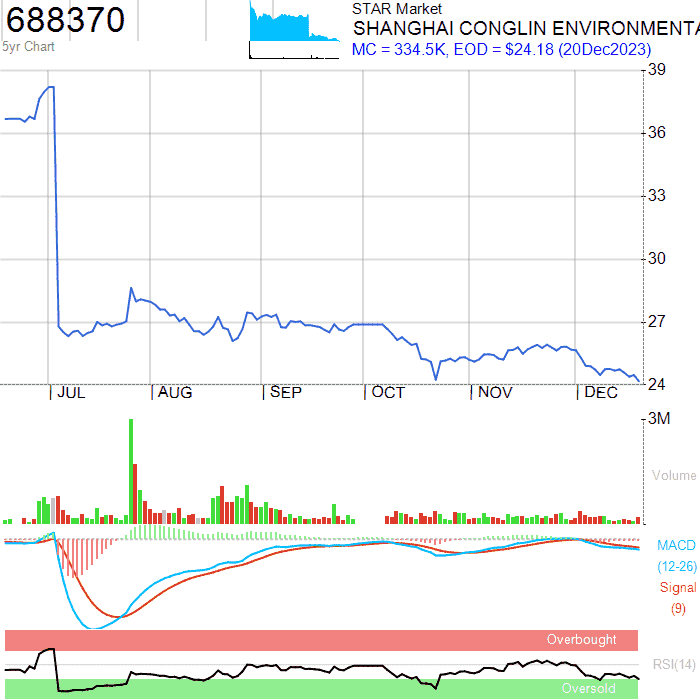 688370
5yr Chart
STAR Market
SHANGHAI CONGLIN ENVIRONMENTA
MC = 334.5K, EOD = $24.18 (20Dec2023)
39
36
33
30
27
24
JUL AUG SEP OCT NOV DEC
3M
Volume
MACD
(12-26)
Signal
(9)
Overbought
RSI(14)
Oversold